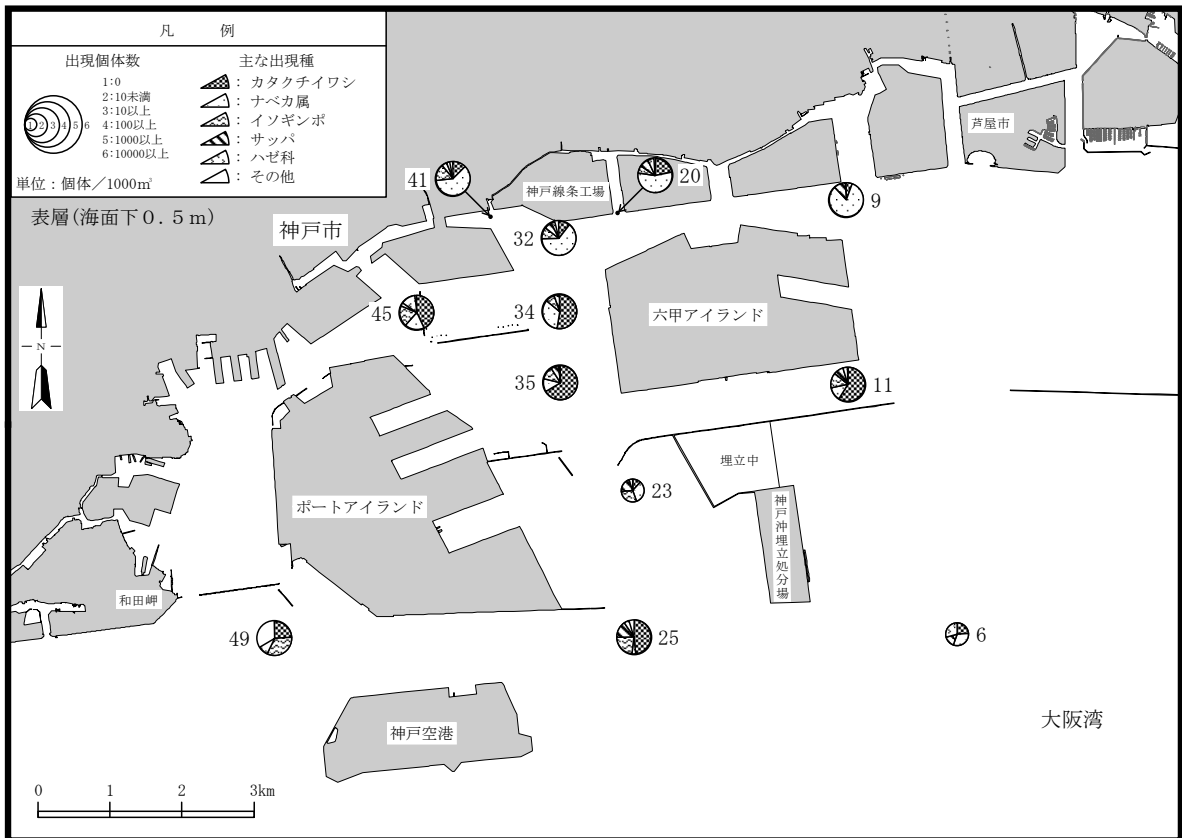 凡 例
出現個体数
1:0
2:10未満
3:10以上
4:100以上
5:1000以上
6:10000以上
1 2 3 4 5 6
単位:個体/1000㎥
主な出現種
:カタクチイワシ
:ナベカ属
:イソギンポ
:サッパ
:ハゼ科
:その他
表層(海面下0.5m)
神戸市
芦屋市
41
神戸線条工場
20
9
32
45
34
六甲アイランド
35
11
N
埋立中
23
ポートアイランド
神戸沖埋立処分場
和田岬
49
25
6
神戸空港
大阪湾
0 1 2 3km